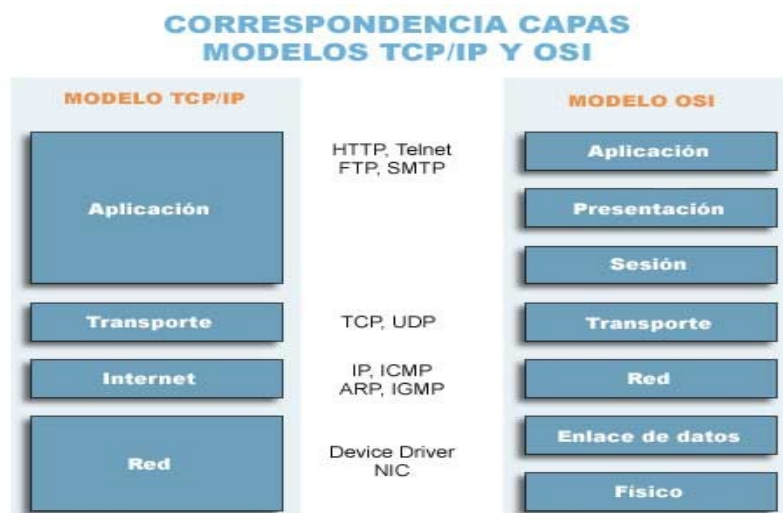 CORRESPONDENCIA CAPAS
MODELOS TCP/IP Y OSI
MODELO TCP/IP
Aplicación
Transporte
Internet
Red
HTTP, Telnet
FTP, SMTP
TCP, UDP
IP, ICMP
ARP, IGMP
Device Driver
NIC
MODELO OSI
Aplicación
Presentación
Sesión
Transporte
Red
Enlace de datos
Físico